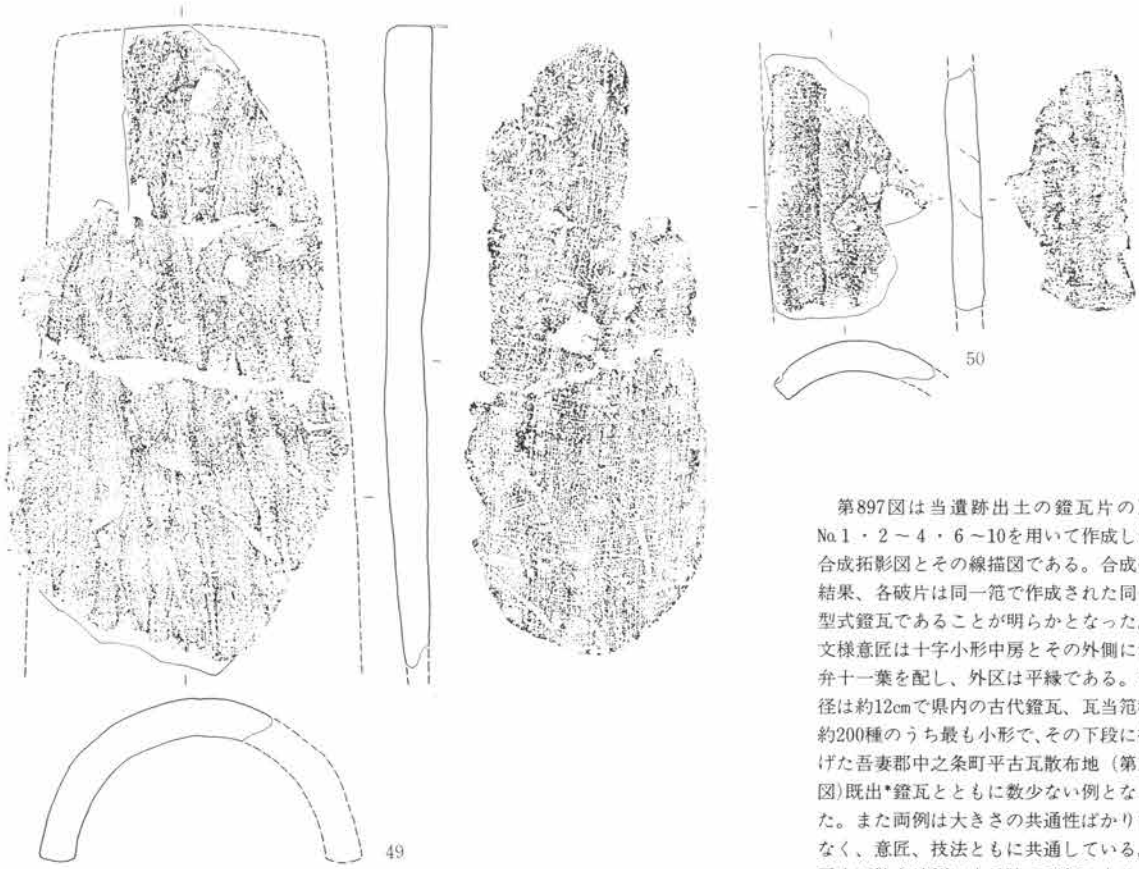 50
49
第897図は当遺跡出土の鐙瓦片の
No.1・2～4・6～10を用いて作成し
合成拓影図とその線描図である。合成
結果、各破片は同一笵で作成された同
型式鐙瓦であることが明らかとなった
文様意匠は十字小形中房とその外側に
弁十一葉を配し、外区は平縁である。
径は約12cmで県内の古代鐙瓦、瓦当笵
約200種のうち最も小形で、その下段に
げた吾妻郡中之条町平古瓦散布地（第
図)既出*鐙瓦とともに数少ない例とな
た。また両例は大きさの共通性ばかり
なく、意匠、技法ともに共通している。